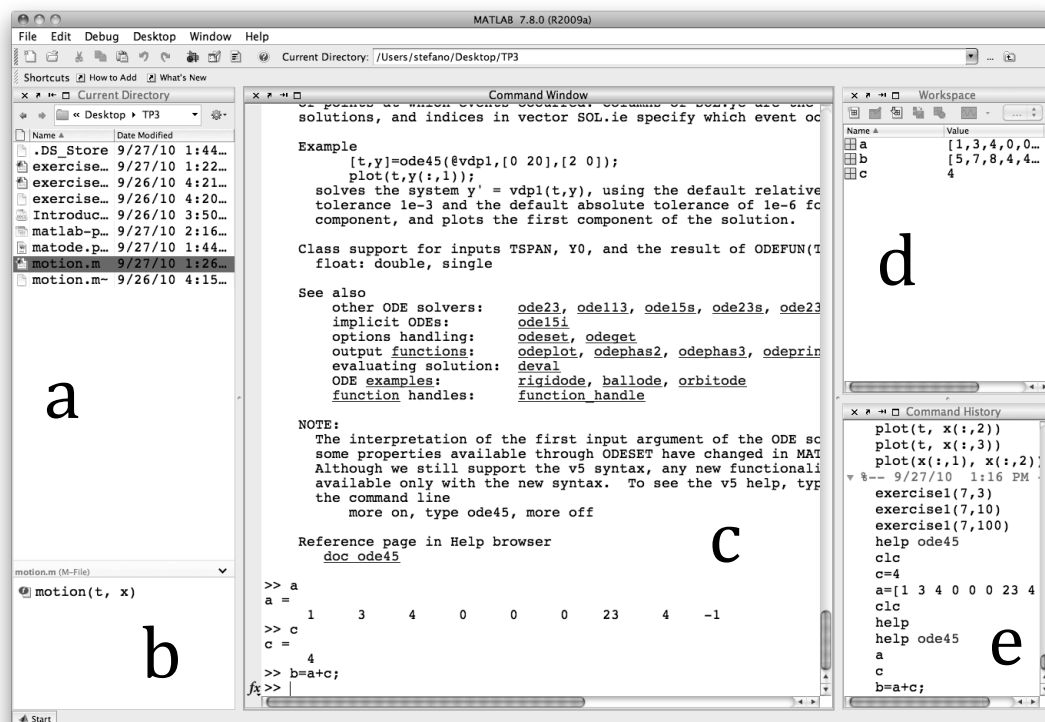 MATLAB 7.8.0 (R2009a)
File Edit Debug Desktop Window Help
Current Directory: /Users/stefano/Desktop/TP3
Shortcuts How to Add What's New
Current Directory
« Desktop ▸ TP3
Name Date Modified
.DS_Store 9/27/10 1:44…
exercise… 9/27/10 1:22…
exercise… 9/26/10 4:21…
exercise… 9/26/10 4:20…
Introduc… 9/26/10 3:50…
matlab-p… 9/27/10 2:16…
matode.p… 9/27/10 1:44…
motion.m 9/27/10 1:26…
motion.m~ 9/26/10 4:15…
a
motion.m (M-File)
motion(t, x)
b
Start
Command Window
of points at which events occurred. Columns of SOL.ye are the
solutions, and indices in vector SOL.ie specify which event oc
Example
[t,y]=ode45(@vdp1,[0 20],[2 0]);
plot(t,y(:,1));
solves the system y' = vdp1(t,y), using the default relative
tolerance 1e-3 and the default absolute tolerance of 1e-6 fo
component, and plots the first component of the solution.
Class support for inputs TSPAN, Y0, and the result of ODEFUN(T
float: double, single
See also
other ODE solvers: ode23, ode113, ode15s, ode23s, ode23
implicit ODEs: ode15i
options handling: odeset, odeget
output functions: odeplot, odephas2, odephas3, odeprin
evaluating solution: deval
ODE examples: rigidode, ballode, orbitode
function handles: function_handle
NOTE:
The interpretation of the first input argument of the ODE so
some properties available through ODESET have changed in MAT
Although we still support the v5 syntax, any new functionali
available only with the new syntax. To see the v5 help, typ
the command line
more on, type ode45, more off
Reference page in Help browser
doc ode45
c
>> a
a =
1 3 4 0 0 0 23 4 -1
>> c
c =
4
>> b=a+c;
fx >>
Workspace
Name Value
a [1,3,4,0,0…
b [5,7,8,4,4…
c 4
d
Command History
plot(t, x(:,2))
plot(t, x(:,3))
plot(x(:,1), x(:,2))
%-- 9/27/10 1:16 PM -
exercise1(7,3)
exercise1(7,10)
exercise1(7,100)
help ode45
clc
c=4
a=[1 3 4 0 0 0 23 4
clc
help
help ode45
a
c
b=a+c;
e